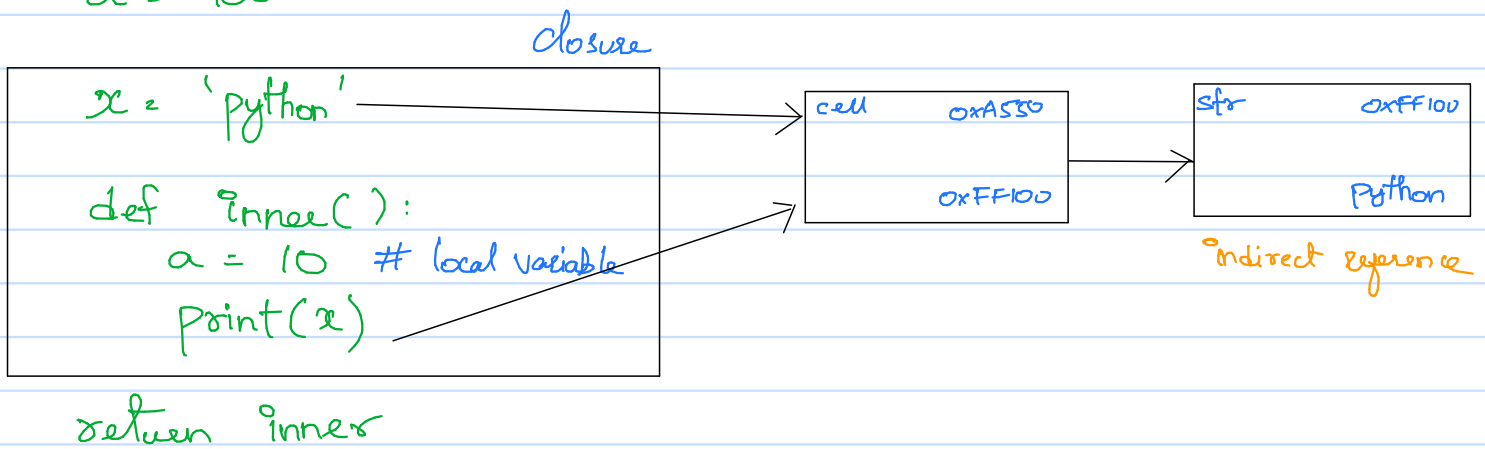 closure
x = 'python'
cell 0xA550
str 0xFF100
0xFF100
python
def inner():
a = 10 # local variable
indirect reference
print(x)
return inner